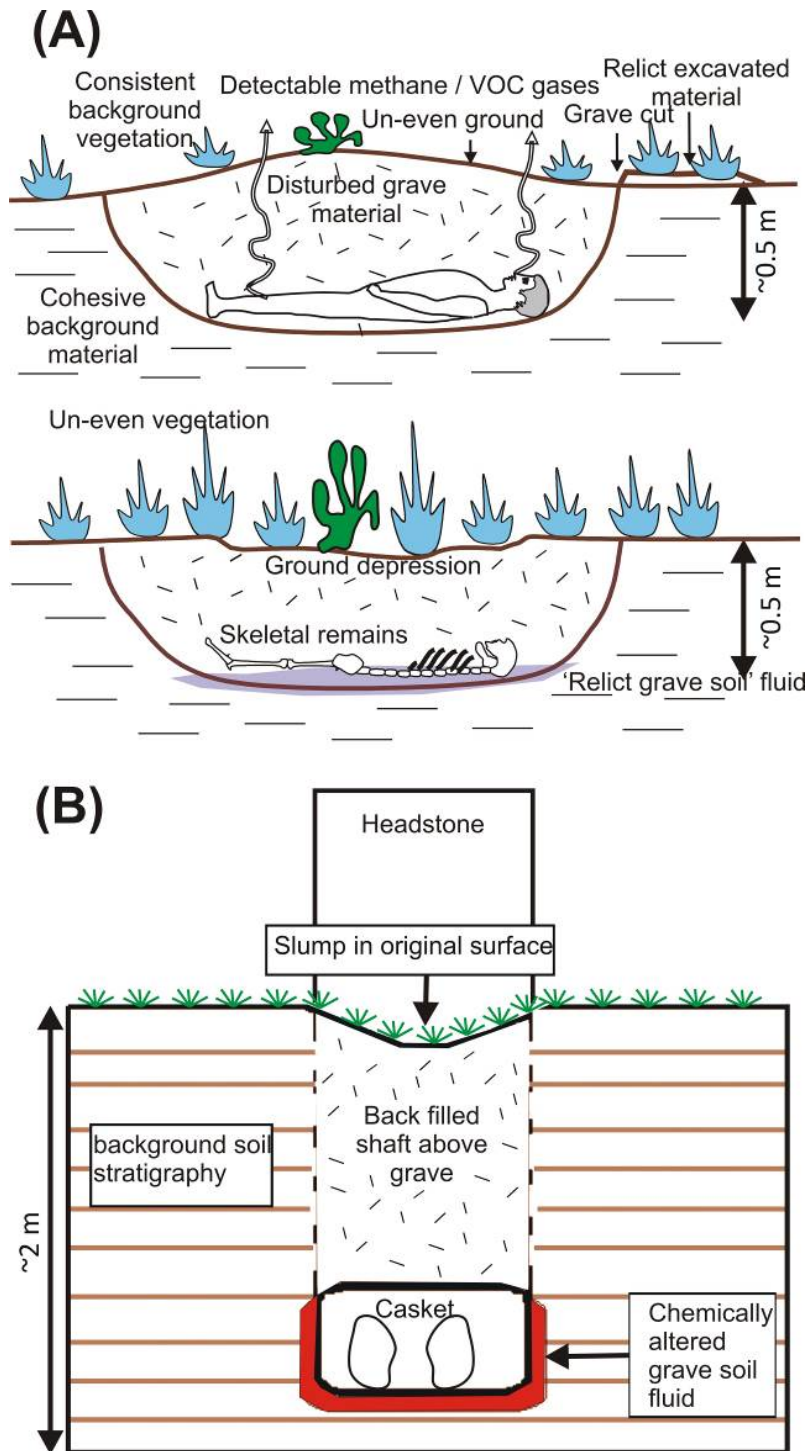 (A)
Consistent
background
vegetation
Detectable methane / VOC gases
Un-even ground
Relict excavated
material
Grave cut
Disturbed grave
material
~0.5 m
Cohesive
background
material
Un-even vegetation
Ground depression
Skeletal remains
~0.5 m
‘Relict grave soil’ fluid
(B)
Headstone
Slump in original surface
Back filled
shaft above
grave
background soil
stratigraphy
~2 m
Casket
Chemically
altered
grave soil
fluid